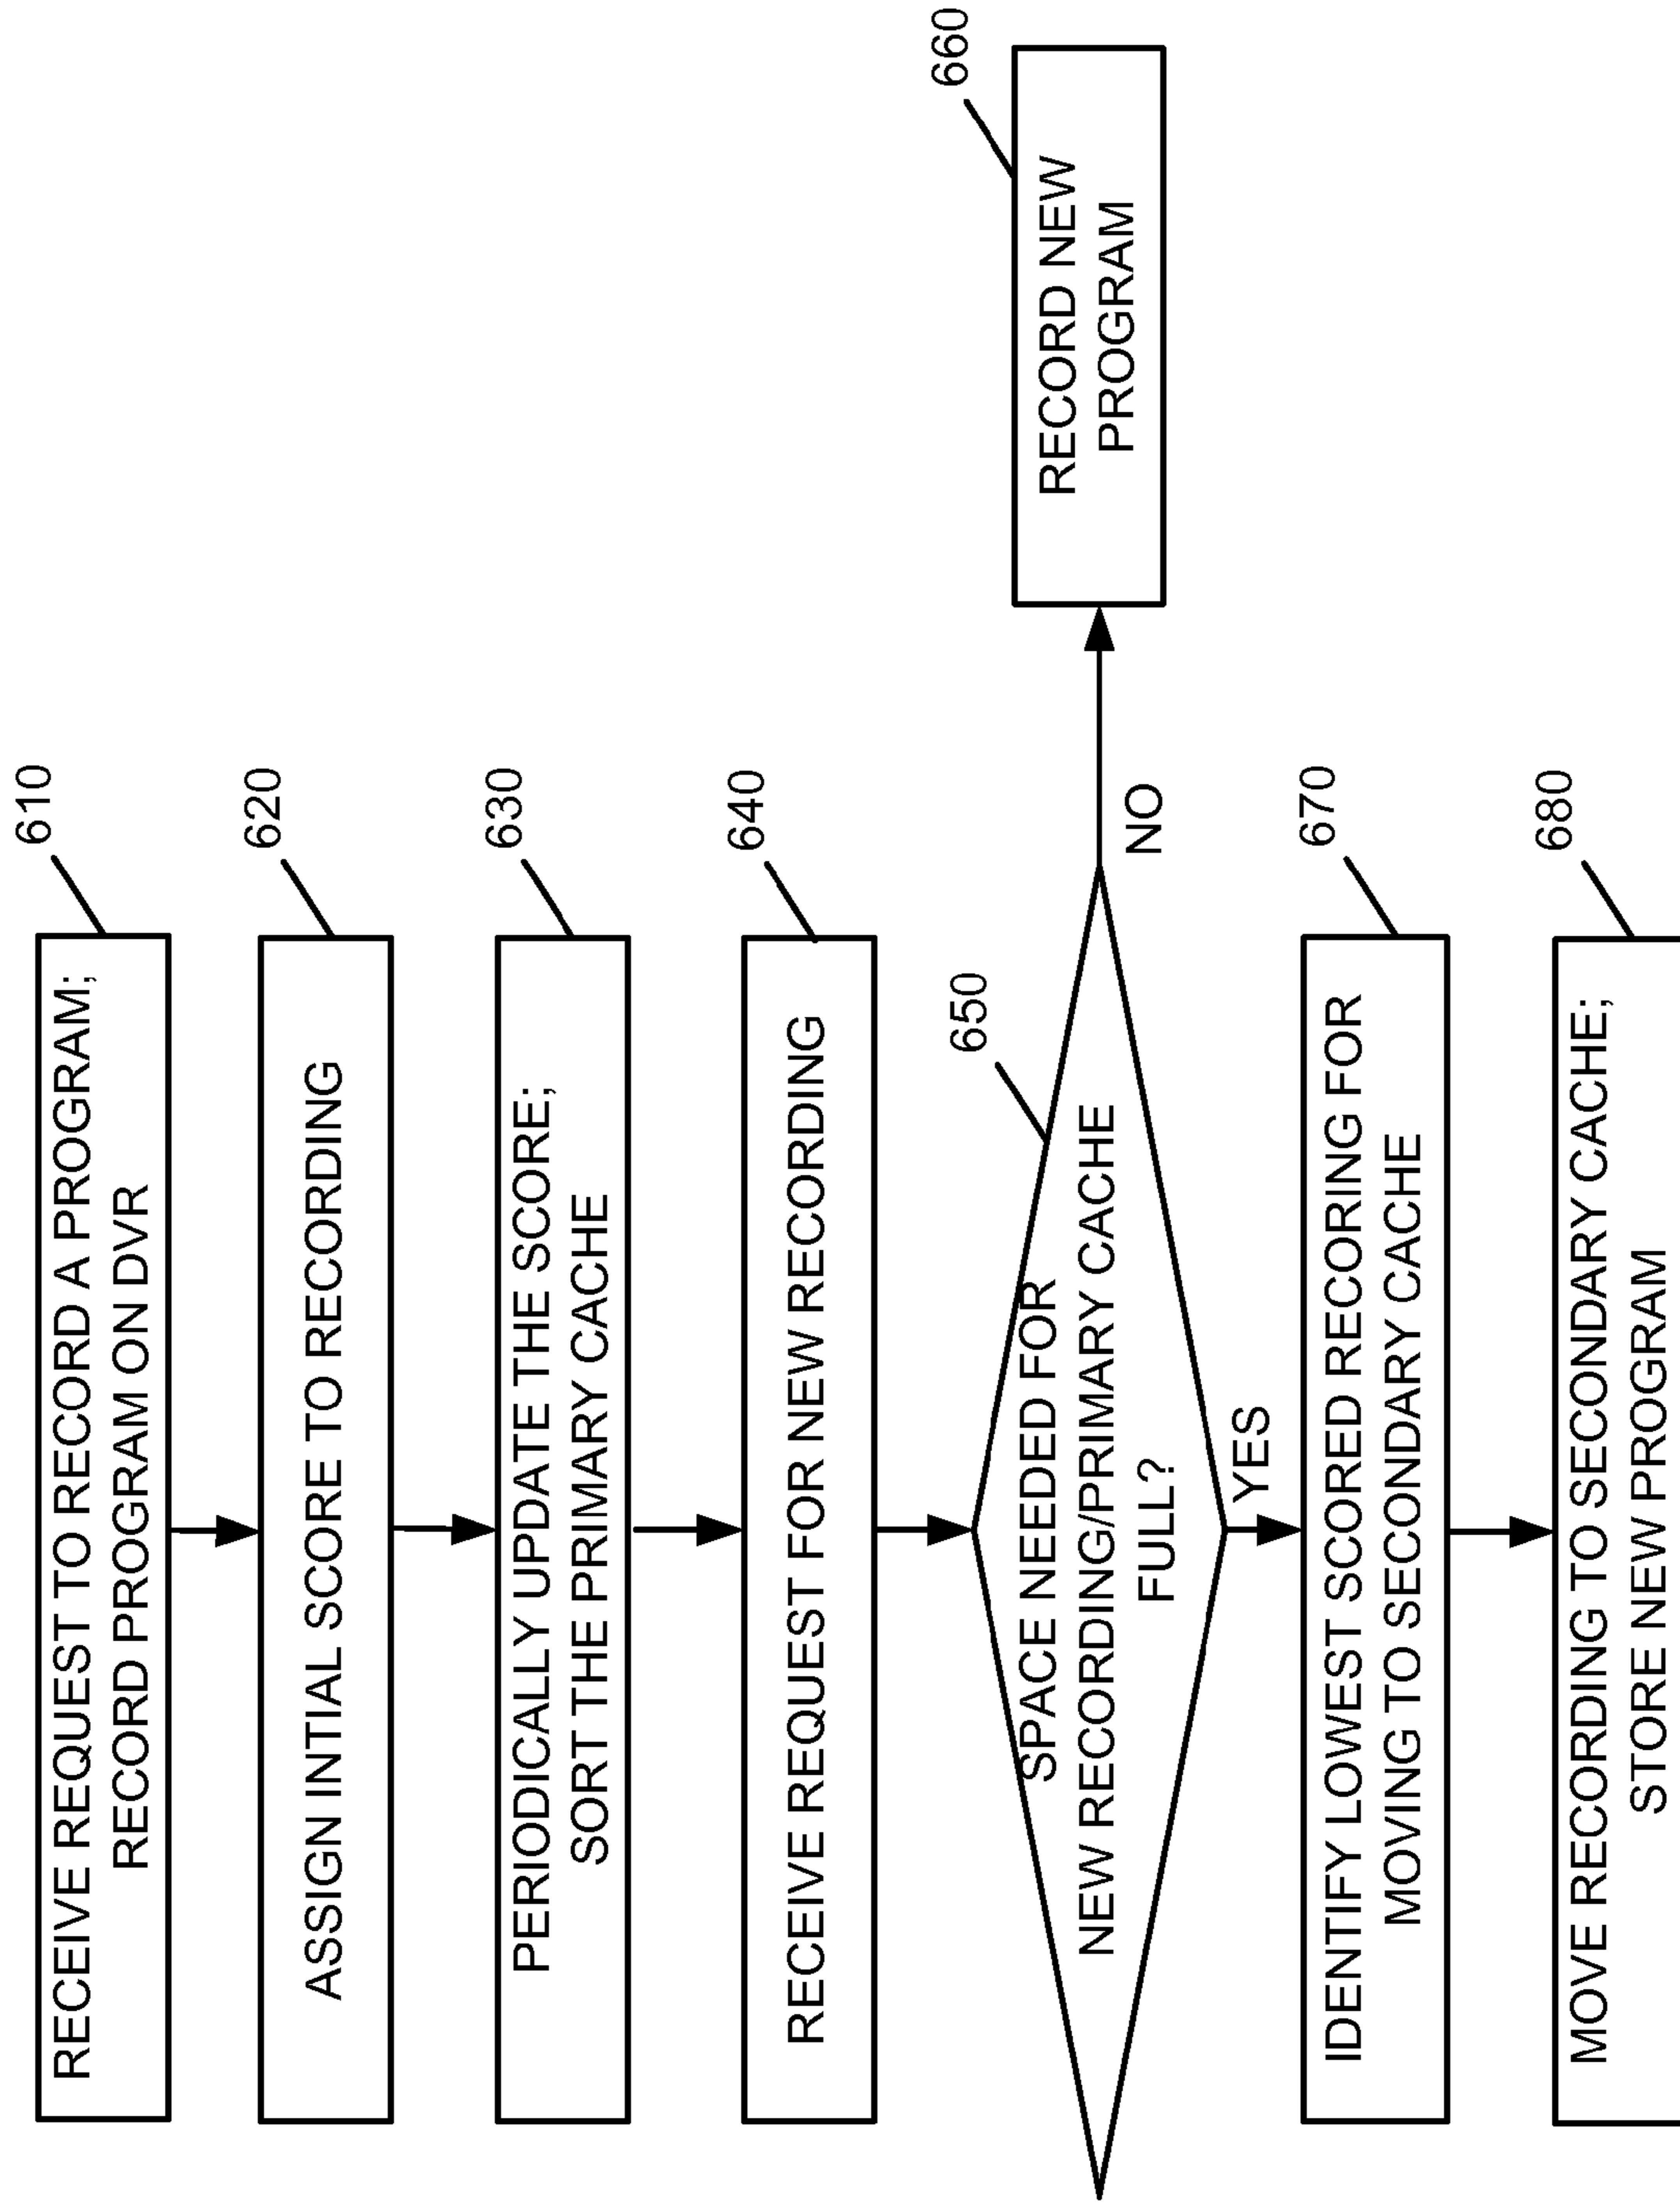 610
RECEIVE REQUEST TO RECORD A PROGRAM;
RECORD PROGRAM ON DVR
620
ASSIGN INTIAL SCORE TO RECORDING
630
PERIODICALLY UPDATE THE SCORE;
SORT THE PRIMARY CACHE
640
RECEIVE REQUEST FOR NEW RECORDING
650
SPACE NEEDED FOR
NEW RECORDING/PRIMARY CACHE
FULL?
NO
660
RECORD NEW
PROGRAM
YES
670
IDENTIFY LOWEST SCORED RECORING FOR
MOVING TO SECONDARY CACHE
680
MOVE RECORDING TO SECONDARY CACHE;
STORE NEW PROGRAM